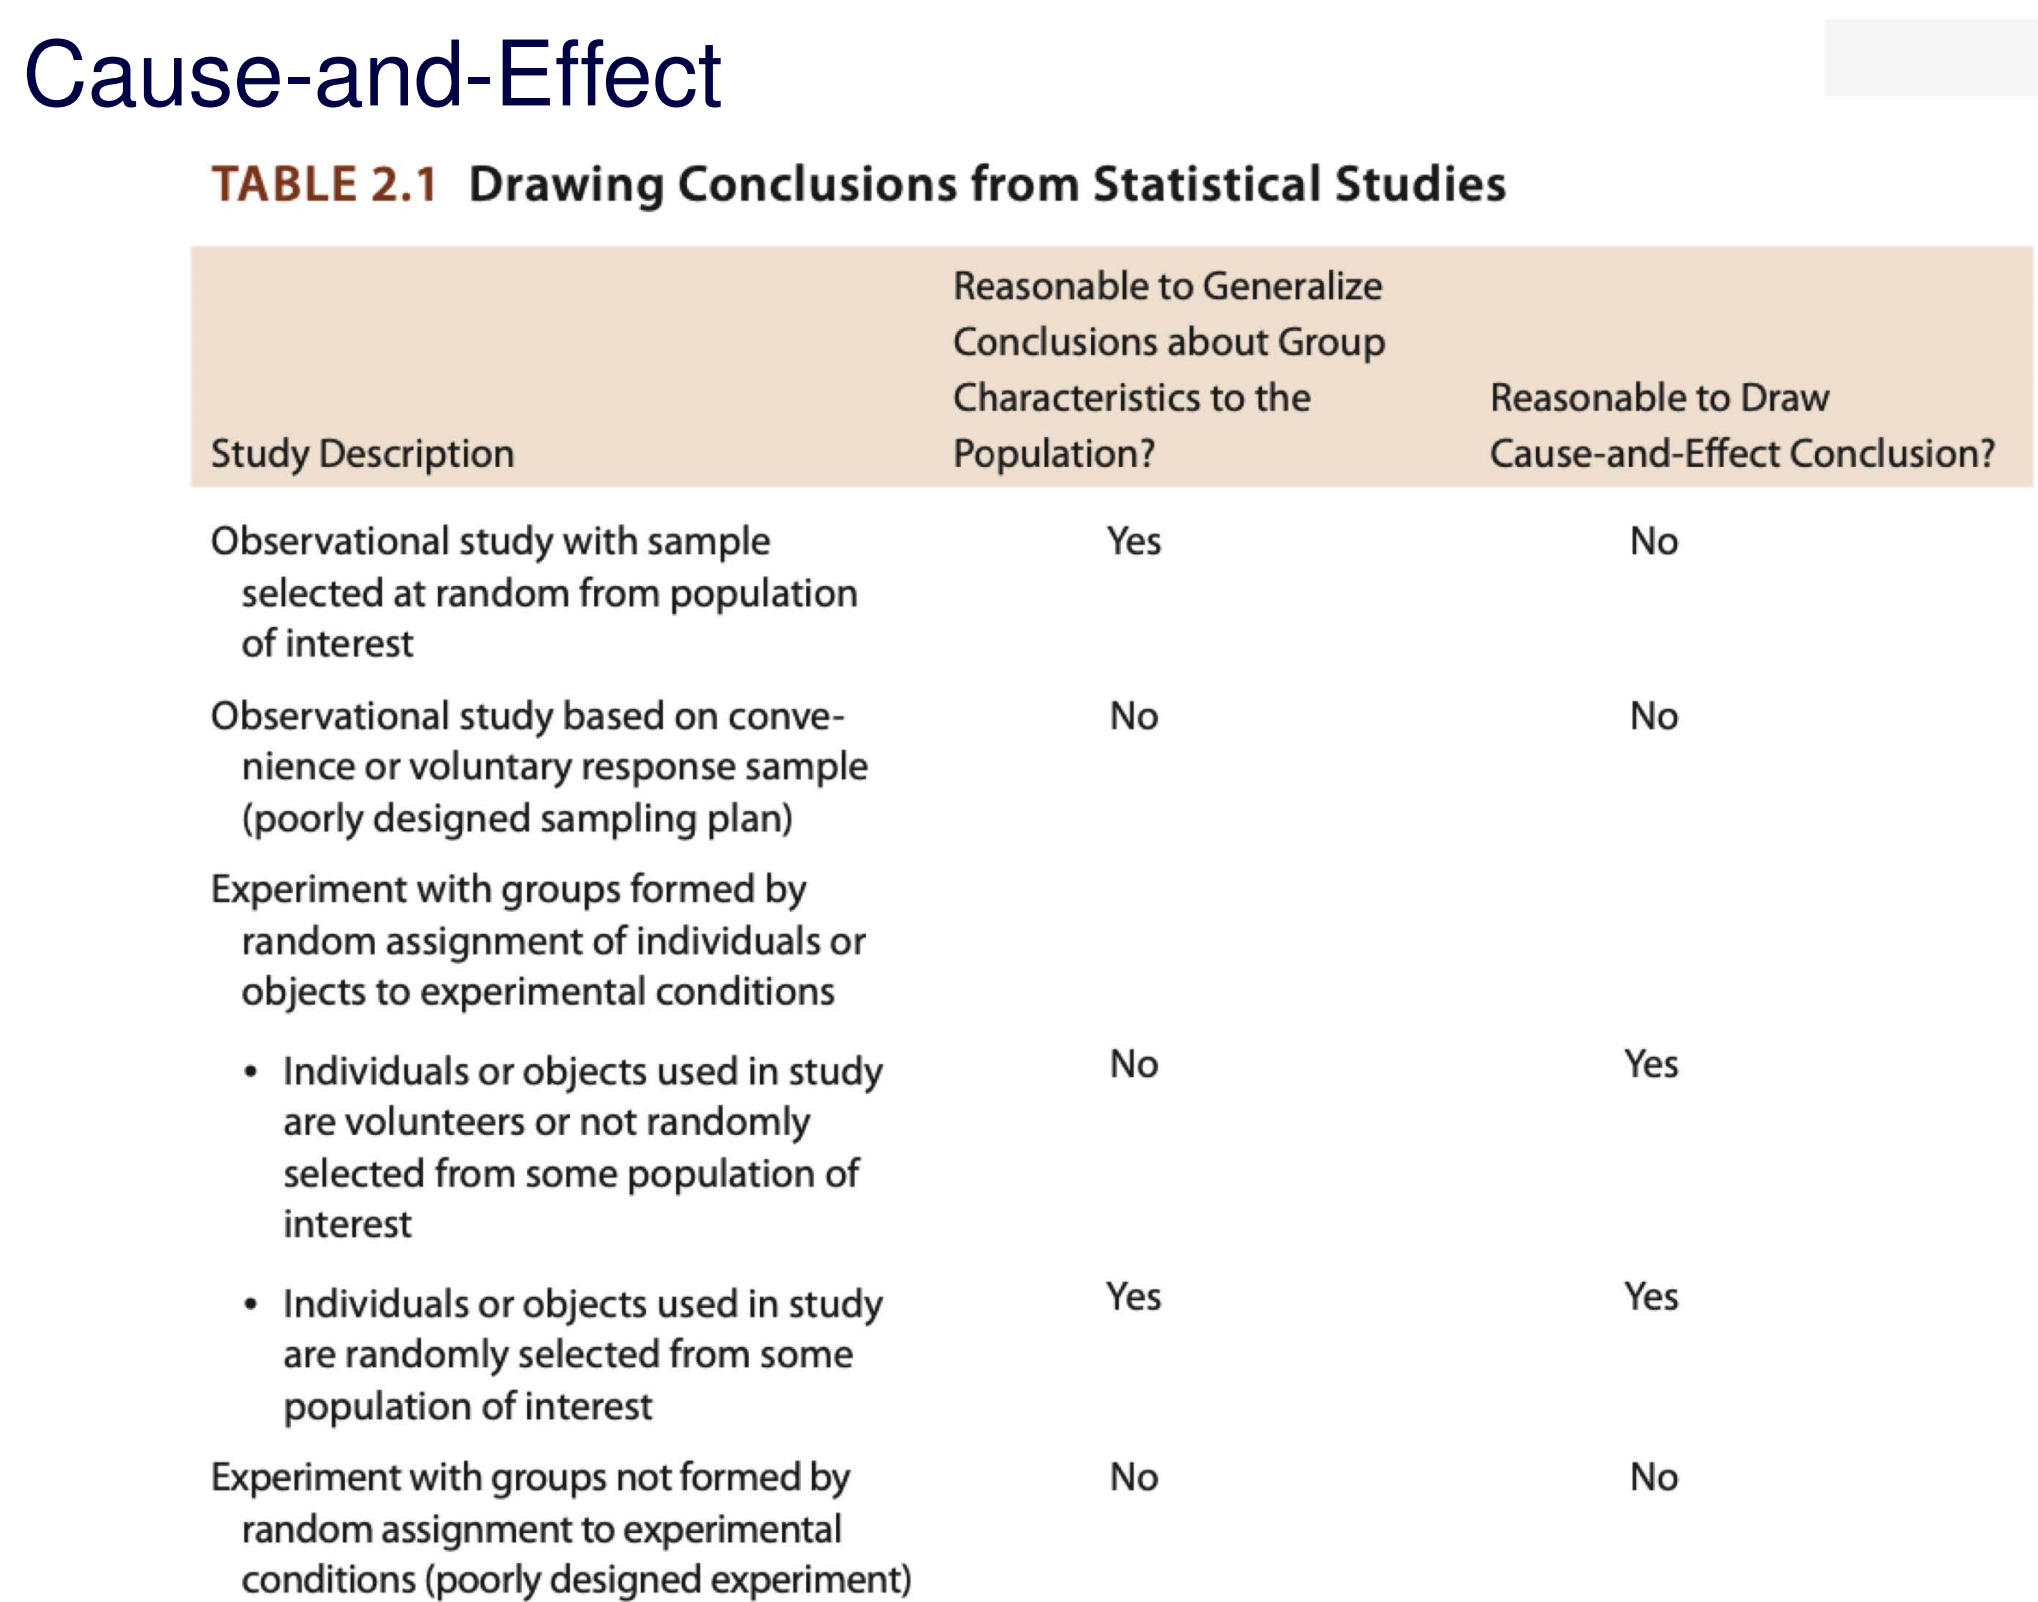 Cause-and-Effect
TABLE 2.1 Drawing Conclusions from Statistical Studies
Reasonable to Generalize
Conclusions about Group
Characteristics to the Reasonable to Draw
Study Description Population? Cause-and-Effect Conclusion?
Observational study with sample Yes No
selected at random from population
of interest
Observational study based on conve- No No
nience or voluntary response sample
(poorly designed sampling plan)
Experiment with groups formed by
random assignment of individuals or
objects to experimental conditions
• Individuals or objects used in study No Yes
are volunteers or not randomly
selected from some population of
interest
• Individuals or objects used in study Yes Yes
are randomly selected from some
population of interest
Experiment with groups not formed by No No
random assignment to experimental
conditions (poorly designed experiment)